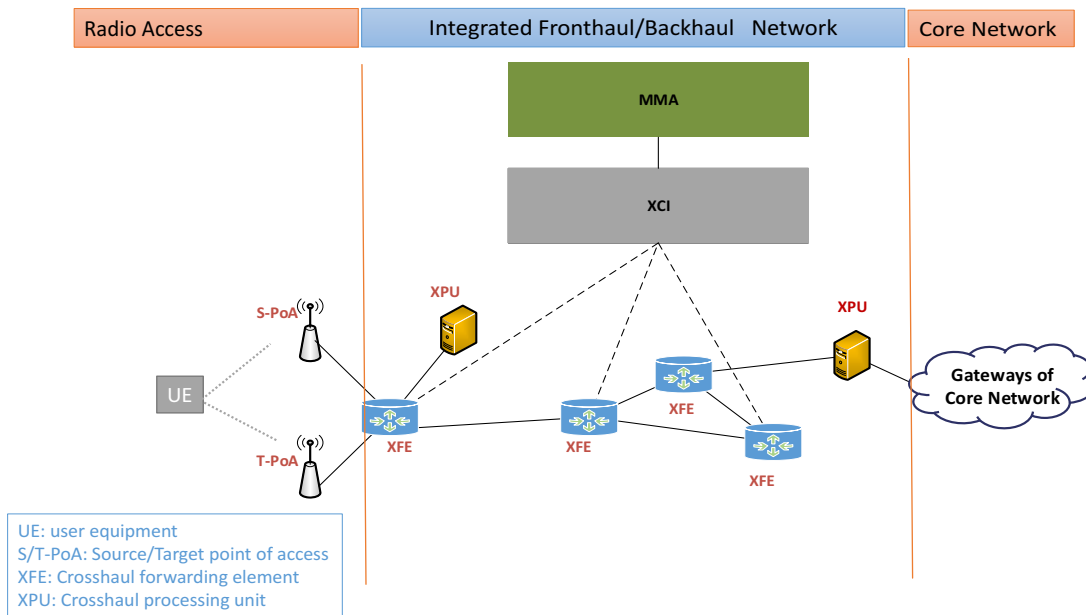 Radio Access
Integrated Fronthaul/Backhaul Network
Core Network
MMA
XCI
XPU
S-PoA
XPU
UE
XFE
Gateways of
Core Network
XFE
XFE
XFE
T-PoA
UE: user equipment
S/T-PoA: Source/Target point of access
XFE: Crosshaul forwarding element
XPU: Crosshaul processing unit